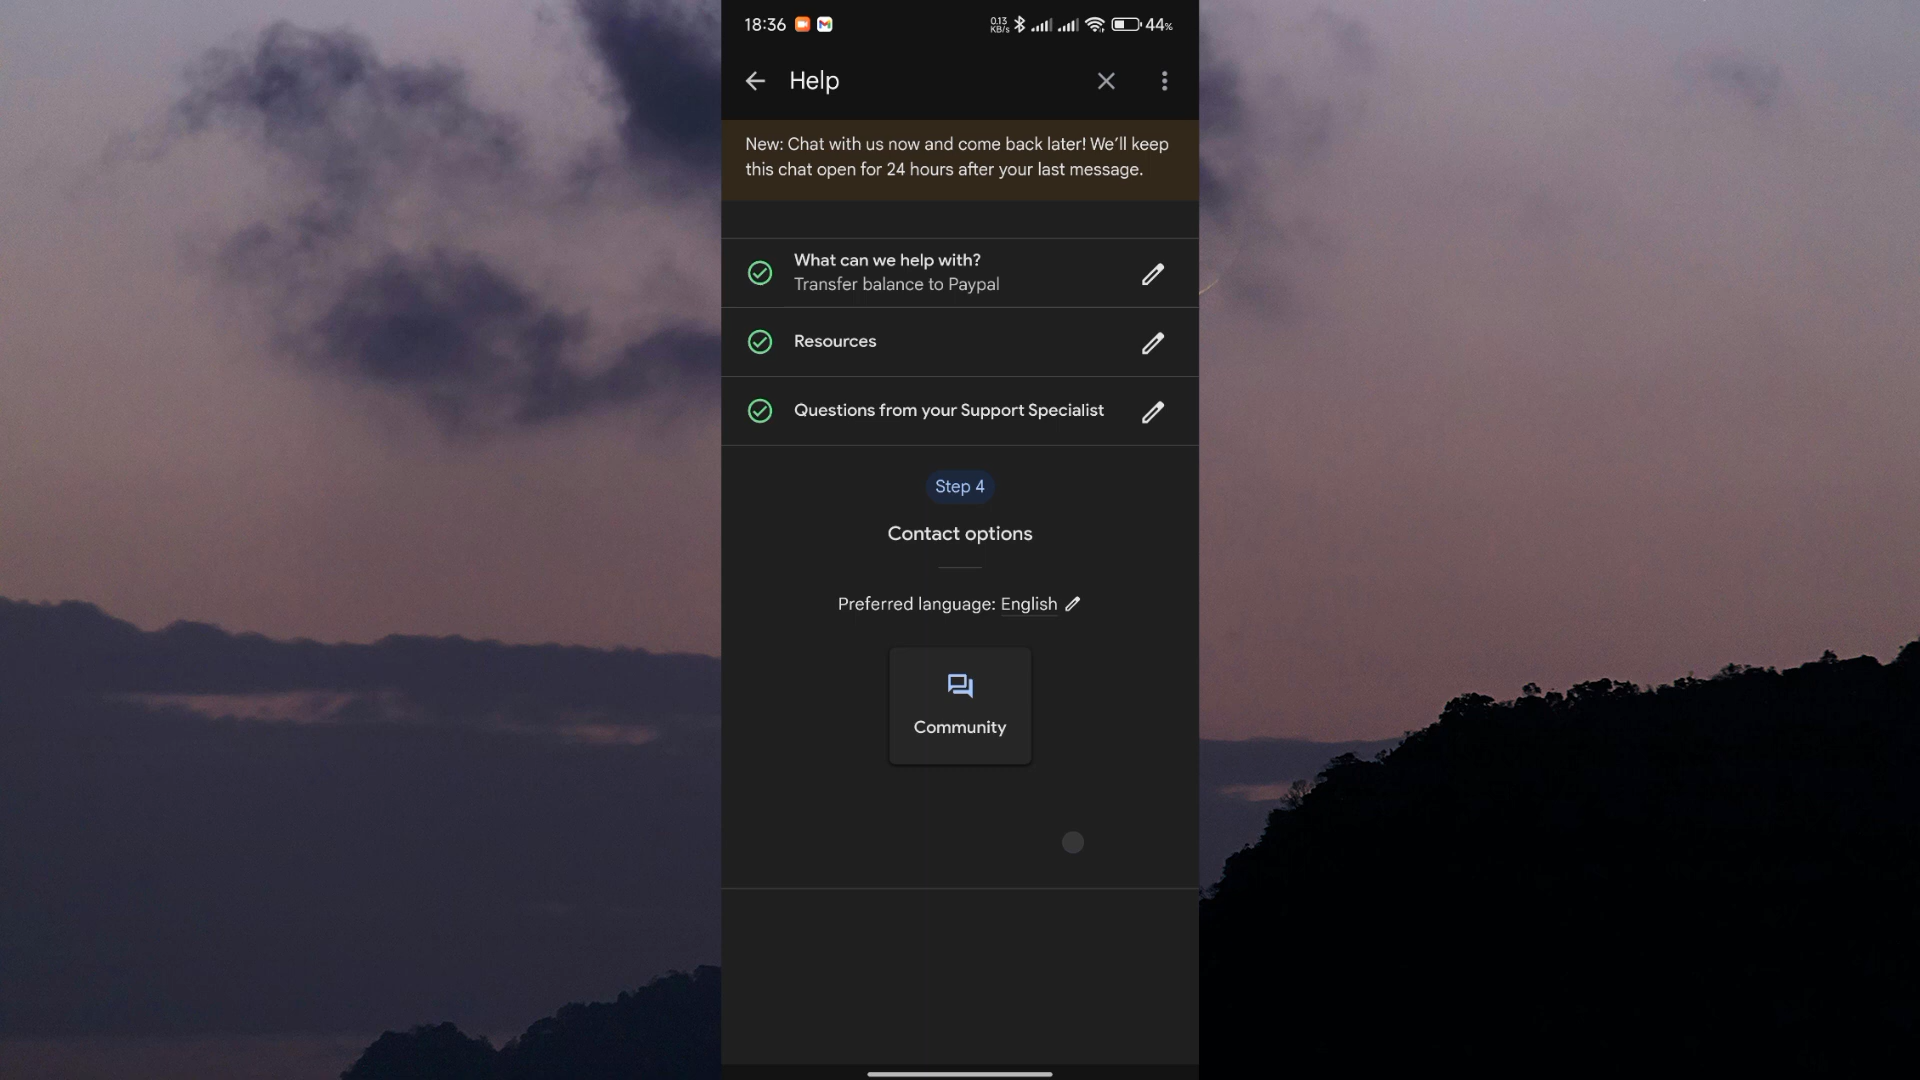 18:36
0.13
KB/s
44%
Help
New: Chat with us now and come back later! We’ll keep
this chat open for 24 hours after your last message.
What can we help with?
Transfer balance to Paypal
Resources
Questions from your Support Specialist
Step 4
Contact options
Preferred language: English
Community